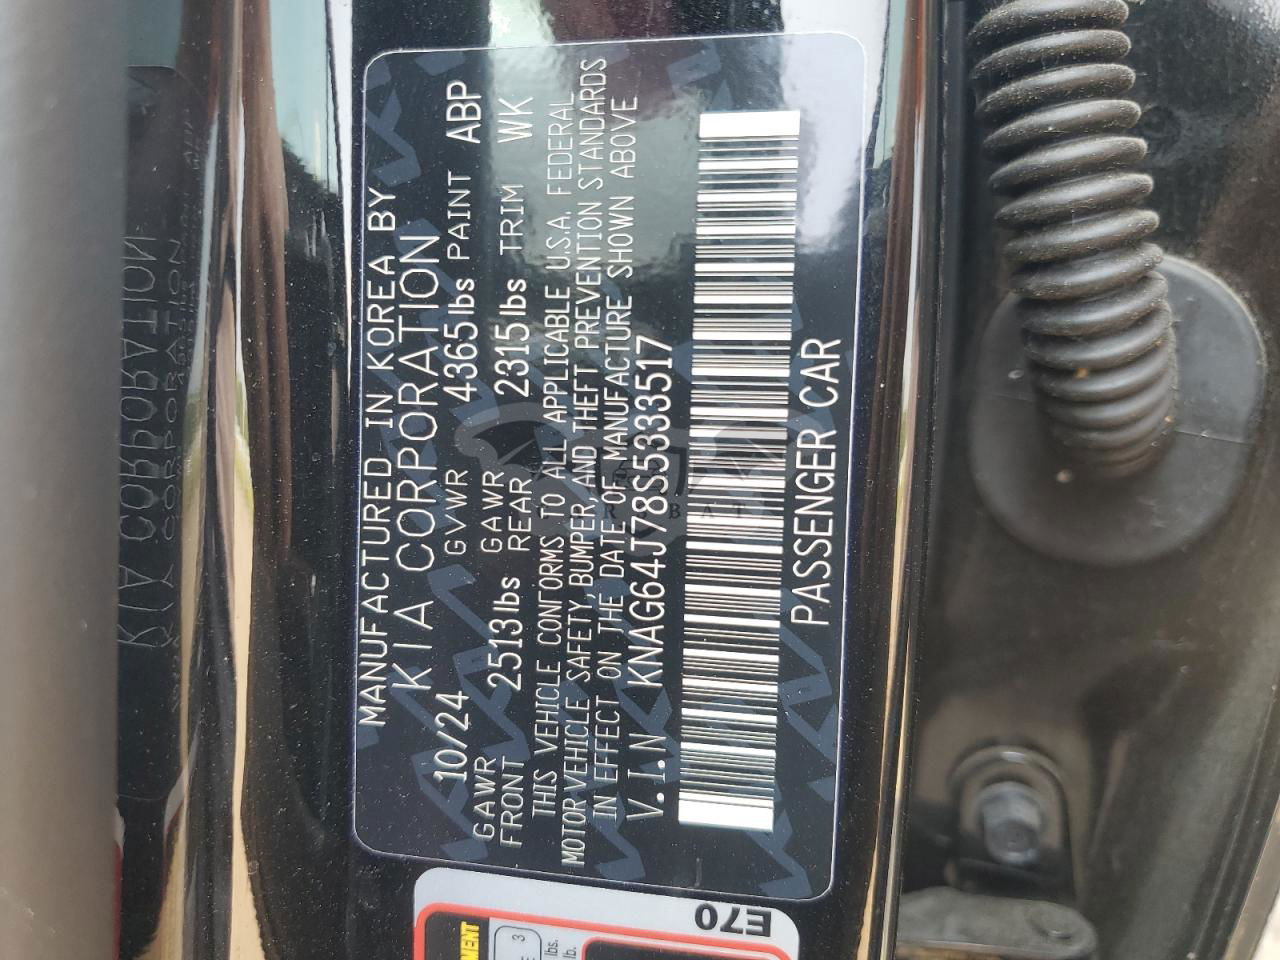 MANUFACTURED IN KOREA BY
KIA CORPORATION
10/24 GVWR 4365lbs PAINT ABP
GAWR FRONT 2513lbs GAWR REAR 2315lbs TRIM WK
THIS VEHICLE CONFORMS TO ALL APPLICABLE U.S.A. FEDERAL
MOTOR VEHICLE SAFETY, BUMPER, AND THEFT PREVENTION STANDARDS
IN EFFECT ON THE DATE OF MANUFACTURE SHOWN ABOVE
V.I.N KNAG64J78S5333517
PASSENGER CAR
E70